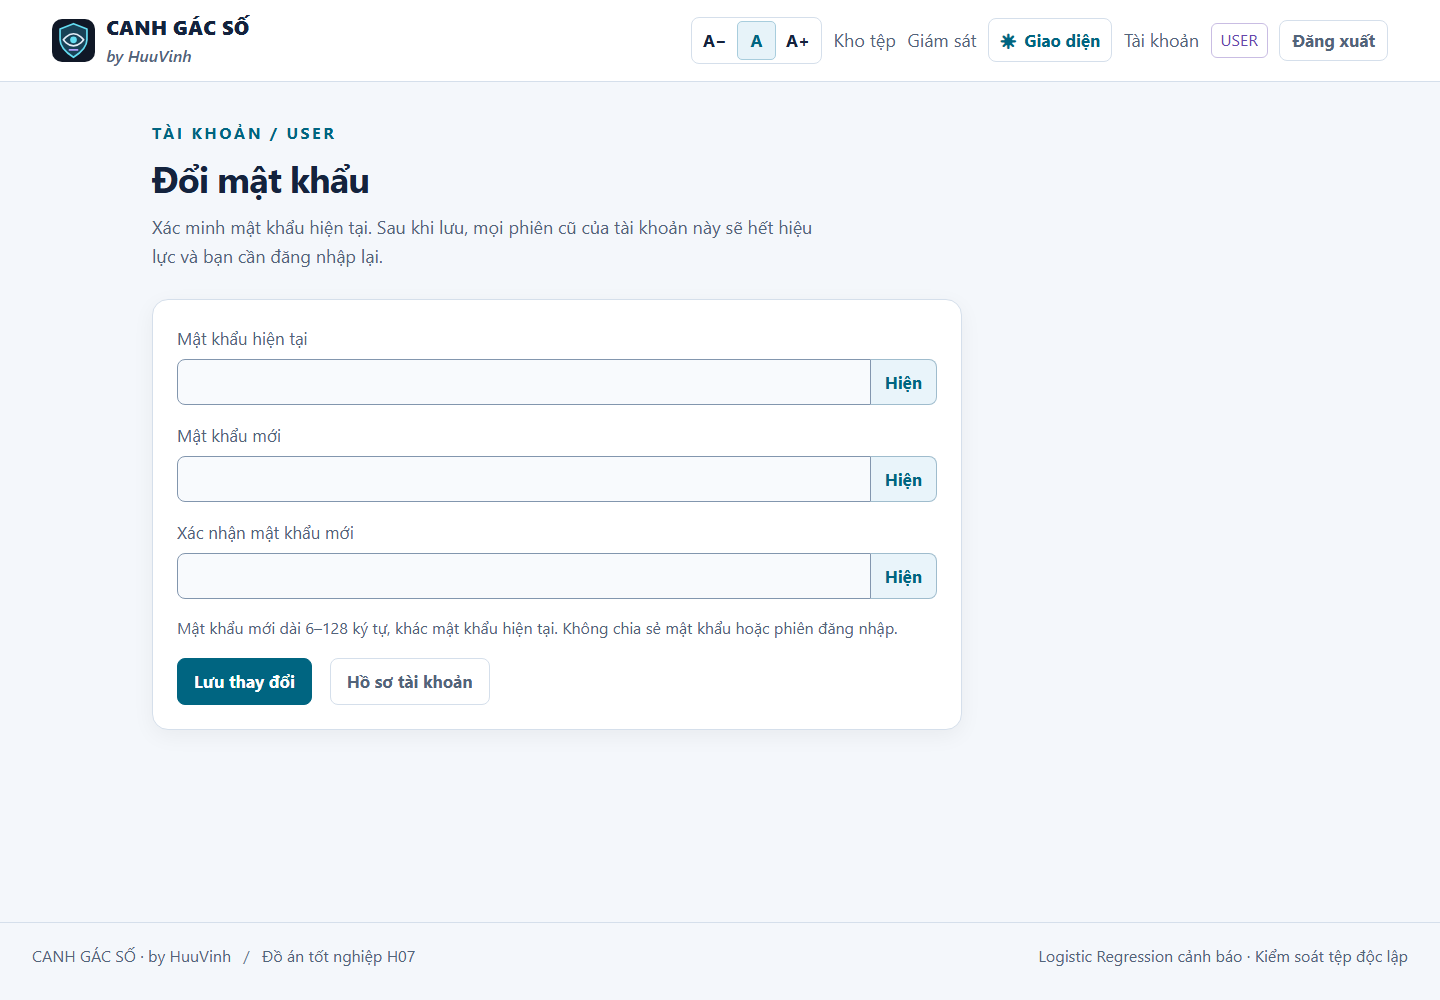 CANH GÁC SỐ
by HuuVinh
A− A A+ Kho tệp Giám sát Giao diện Tài khoản USER Đăng xuất
TÀI KHOẢN / USER
Đổi mật khẩu
Xác minh mật khẩu hiện tại. Sau khi lưu, mọi phiên cũ của tài khoản này sẽ hết hiệu
lực và bạn cần đăng nhập lại.
Mật khẩu hiện tại
Hiện
Mật khẩu mới
Hiện
Xác nhận mật khẩu mới
Hiện
Mật khẩu mới dài 6–128 ký tự, khác mật khẩu hiện tại. Không chia sẻ mật khẩu hoặc phiên đăng nhập.
Lưu thay đổi Hồ sơ tài khoản
CANH GÁC SỐ · by HuuVinh / Đồ án tốt nghiệp H07
Logistic Regression cảnh báo · Kiểm soát tệp độc lập